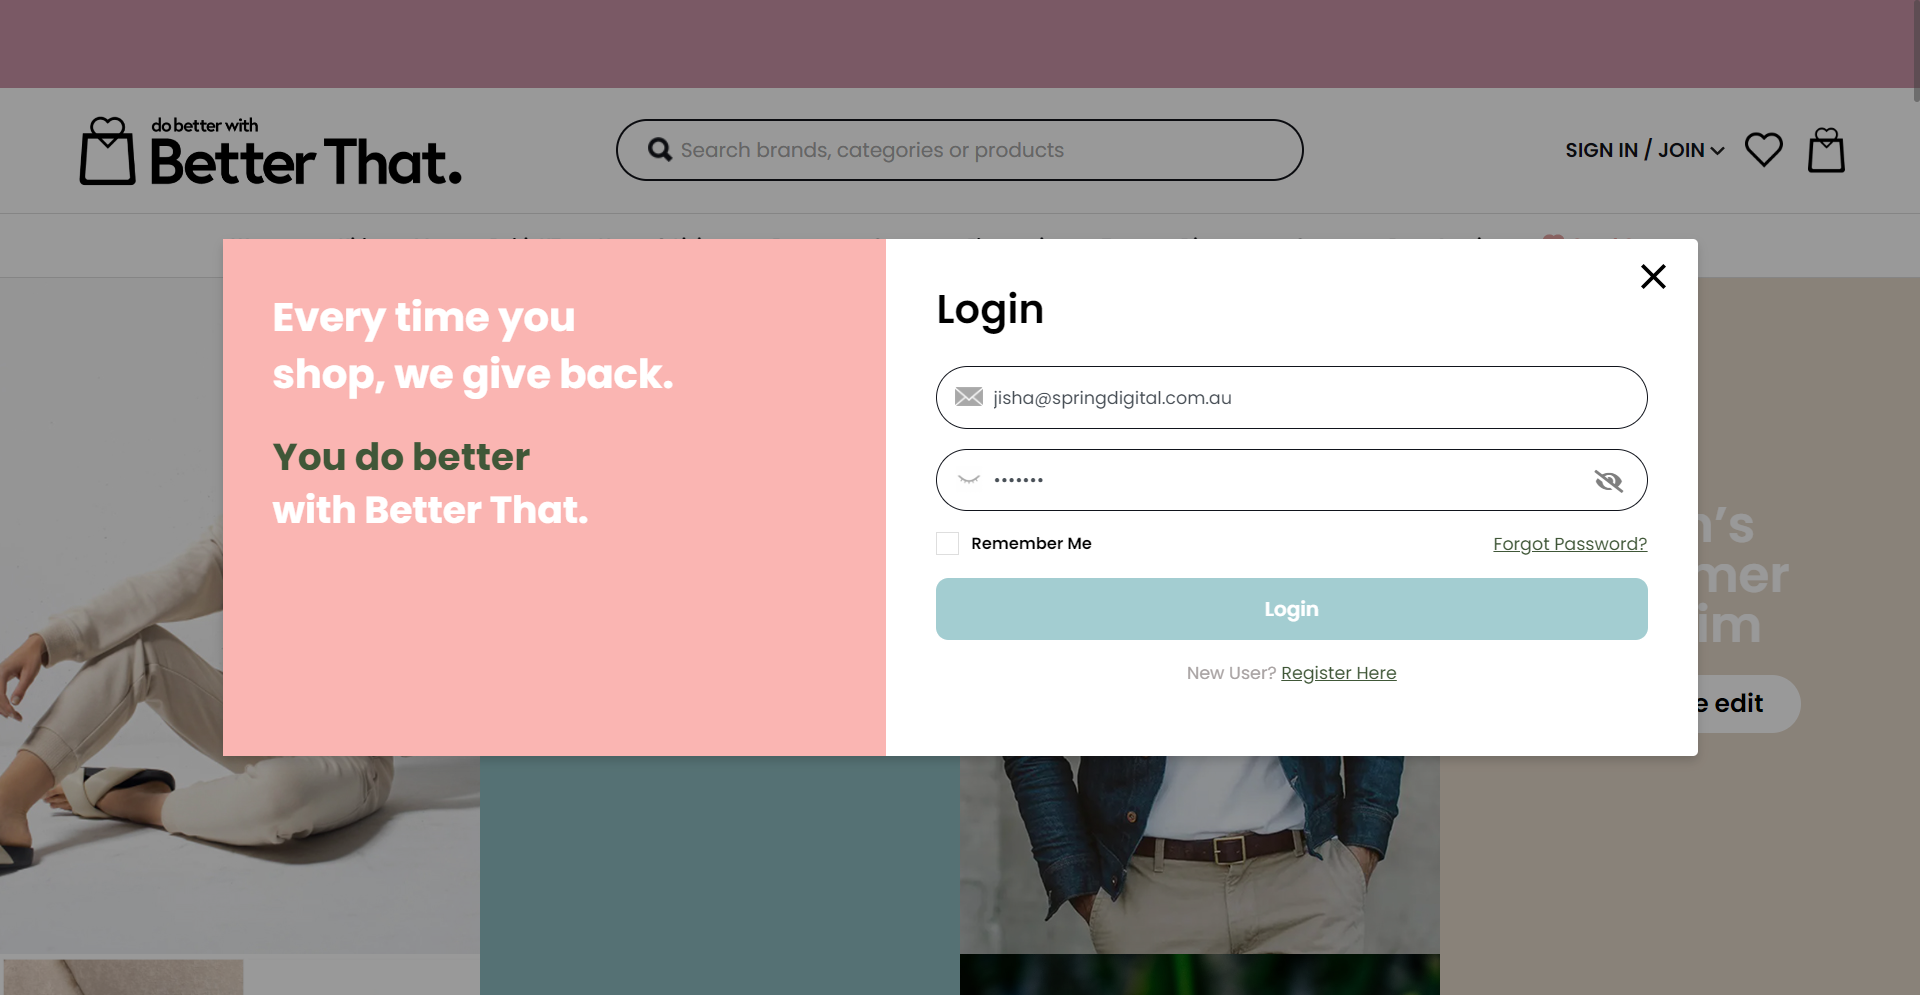 do better with
Better That.
Search brands, categories or products
SIGN IN / JOIN
Every time you
shop, we give back.
You do better
with Better That.
Login
jisha@springdigital.com.au
•••••••
Remember Me
Forgot Password?
Login
New User? Register Here
edit